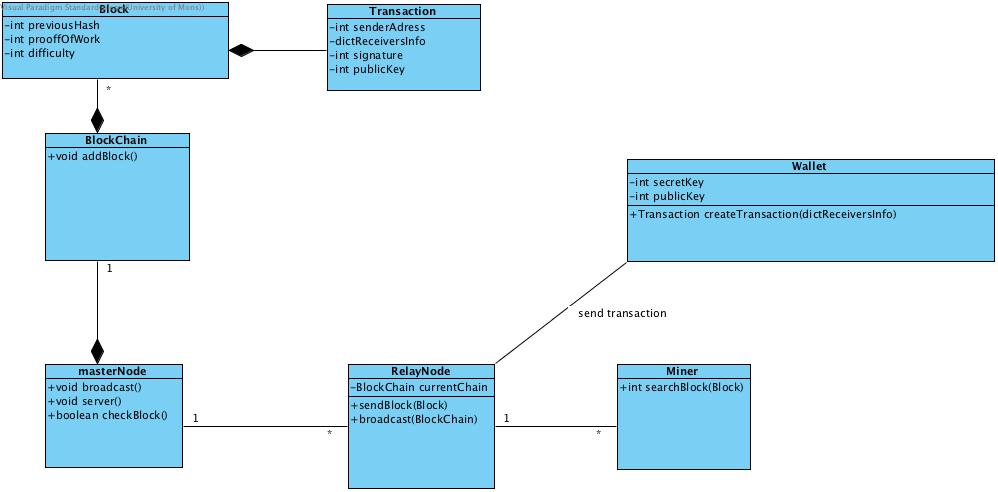 Visual Paradigm Standard (University of Mons))
Block
-int previousHash
-int prooffOfWork
-int difficulty
Transaction
-int senderAdress
-dictReceiversInfo
-int signature
-int publicKey
*
BlockChain
+void addBlock()
Wallet
-int secretKey
-int publicKey
+Transaction createTransaction(dictReceiversInfo)
1
send transaction
masterNode
+void broadcast()
+void server()
+boolean checkBlock()
RelayNode
-BlockChain currentChain
+sendBlock(Block)
+broadcast(BlockChain)
Miner
+int searchBlock(Block)
1
*
1
*